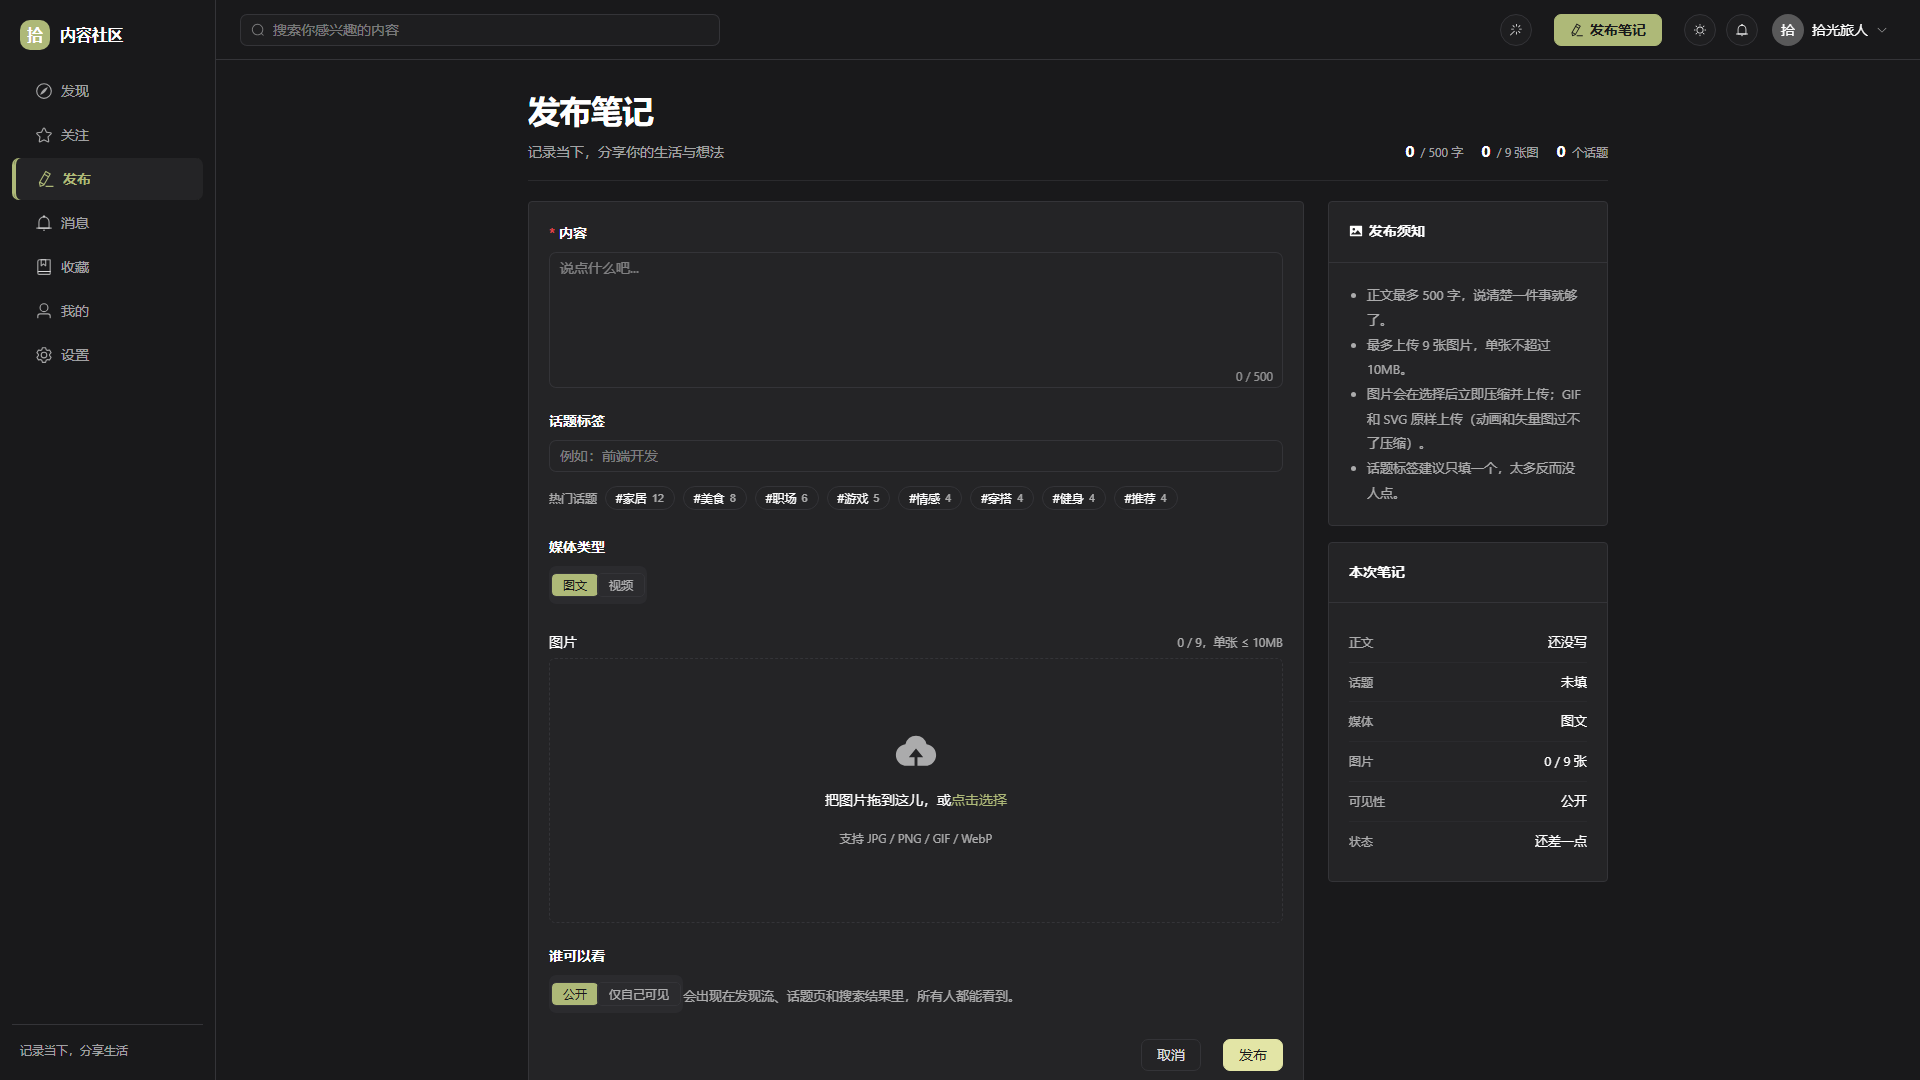 拾 内容社区
搜索你感兴趣的内容
发布笔记
拾 拾光旅人
发现
关注
发布
消息
收藏
我的
设置
记录当下，分享生活
发布笔记
记录当下，分享你的生活与想法
0 / 500 字 0 / 9 张图 0 个话题
* 内容
说点什么吧...
0 / 500
话题标签
例如：前端开发
热门话题 #家居 12 #美食 8 #职场 6 #游戏 5 #情感 4 #穿搭 4 #健身 4 #推荐 4
媒体类型
图文 视频
图片 0 / 9，单张 ≤ 10MB
把图片拖到这儿，或点击选择
支持 JPG / PNG / GIF / WebP
谁可以看
公开 仅自己可见 会出现在发现流、话题页和搜索结果里，所有人都能看到。
取消 发布
发布须知
正文最多 500 字，说清楚一件事就够
了。
最多上传 9 张图片，单张不超过
10MB。
图片会在选择后立即压缩并上传；GIF
和 SVG 原样上传（动画和矢量图过不
了压缩）。
话题标签建议只填一个，太多反而没
人点。
本次笔记
正文 还没写
话题 未填
媒体 图文
图片 0 / 9 张
可见性 公开
状态 还差一点